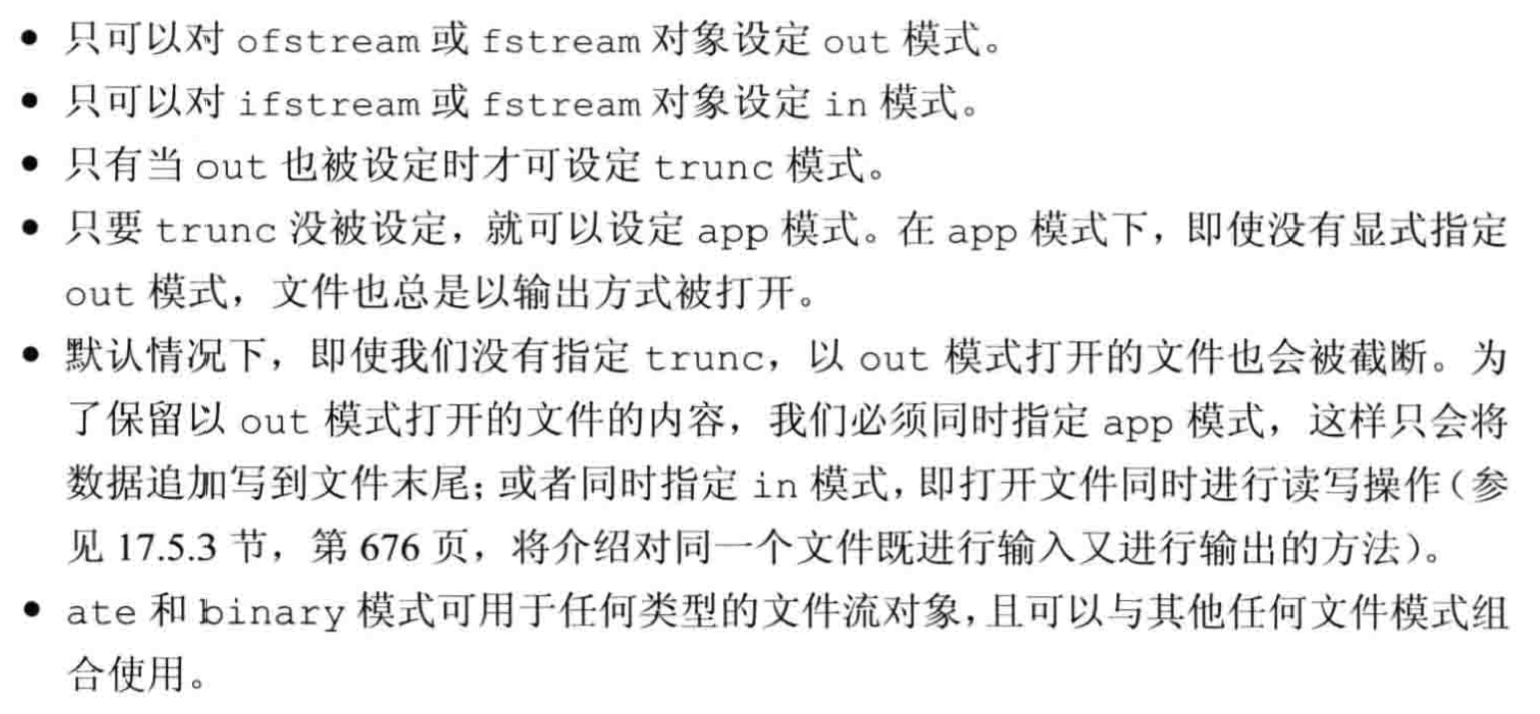 ● 只可以对 ofstream 或 fstream 对象设定 out 模式。
● 只可以对 ifstream 或 fstream 对象设定 in 模式。
● 只有当 out 也被设定时才可设定 trunc 模式。
● 只要 trunc 没被设定，就可以设定 app 模式。在 app 模式下，即使没有显式指定
out 模式，文件也总是以输出方式被打开。
● 默认情况下，即使我们没有指定 trunc，以 out 模式打开的文件也会被截断。为
了保留以 out 模式打开的文件的内容，我们必须同时指定 app 模式，这样只会将
数据追加写到文件末尾；或者同时指定 in 模式，即打开文件同时进行读写操作（参
见 17.5.3 节，第 676 页，将介绍对同一个文件既进行输入又进行输出的方法）。
● ate 和 binary 模式可用于任何类型的文件流对象，且可以与其他任何文件模式组
合使用。